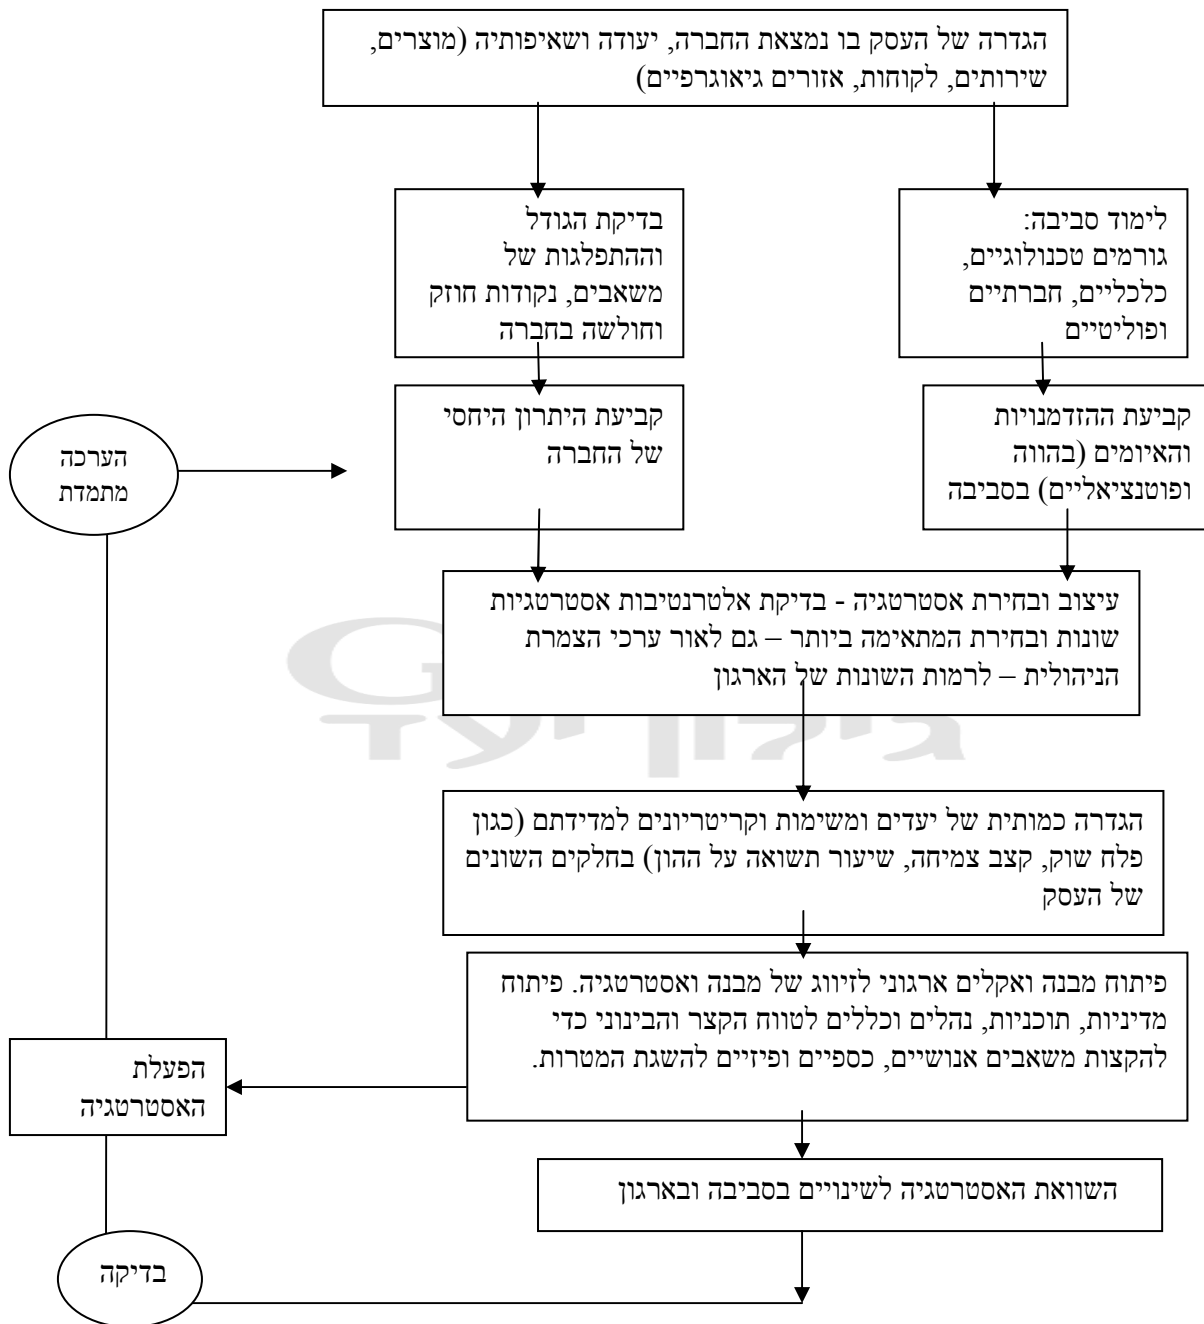 הגדרה של העסק בו נמצאת החברה, יעודה ושאיפותיה (מוצרים,
שירותים, לקוחות, אזורים גיאוגרפיים)
לימוד סביבה:
גורמים טכנולוגיים,
כלכליים, חברתיים
ופוליטיים
בדיקת הגודל
וההתפלגות של
משאבים, נקודות חוזק
וחולשה בחברה
קביעת ההזדמנויות
והאיומים (בהווה
ופוטנציאליים) בסביבה
קביעת היתרון היחסי
של החברה
הערכה
מתמדת
עיצוב ובחירת אסטרטגיה - בדיקת אלטרנטיבות אסטרטגיות
שונות ובחירת המתאימה ביותר – גם לאור ערכי הצמרת
הניהולית – לרמות השונות של הארגון
גילון יעד
הגדרה כמותית של יעדים ומשימות וקריטריונים למדידתם (כגון
פלח שוק, קצב צמיחה, שיעור תשואה על ההון) בחלקים השונים
של העסק
פיתוח מבנה ואקלים ארגוני לזיווג של מבנה ואסטרטגיה. פיתוח
מדיניות, תוכניות, נהלים וכללים לטווח הקצר והבינוני כדי
להקצות משאבים אנושיים, כספיים ופיזיים להשגת המטרות.
הפעלת
האסטרטגיה
השוואת האסטרטגיה לשינויים בסביבה ובארגון
בדיקה